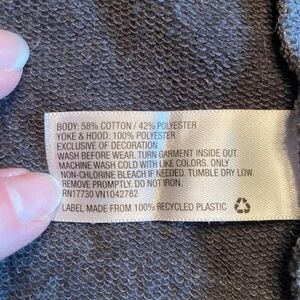 BODY: 58% COTTON / 42% POLYESTER
YOKE & HOOD: 100% POLYESTER
EXCLUSIVE OF DECORATION
WASH BEFORE WEAR. TURN GARMENT INSIDE OUT.
MACHINE WASH COLD WITH LIKE COLORS. ONLY
NON-CHLORINE BLEACH IF NEEDED. TUMBLE DRY LOW.
REMOVE PROMPTLY. DO NOT IRON.
RN17730 VN1042782
LABEL MADE FROM 100% RECYCLED PLASTIC